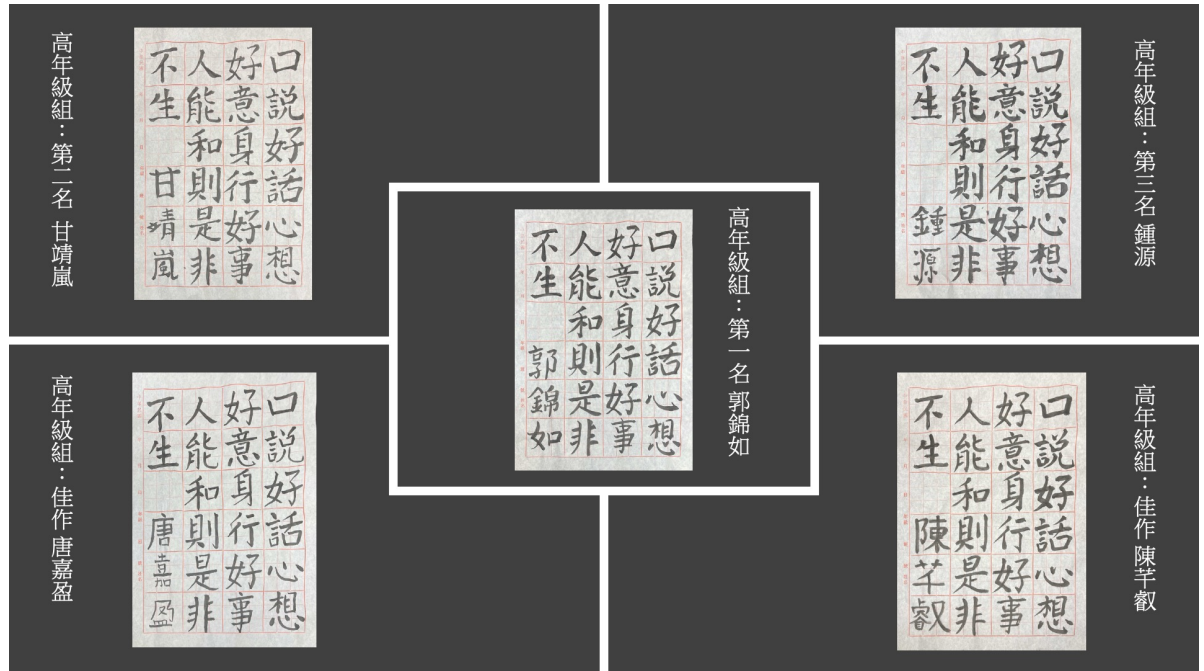 高年級組：第二名 甘靖嵐
口說好話心想
好意身行好事
人能和則是非
不生 甘靖嵐
高年級組：第三名 鍾源
口說好話心想
好意身行好事
人能和則是非
不生 鍾源
高年級組：第一名 郭錦如
口說好話心想
好意身行好事
人能和則是非
不生 郭錦如
高年級組：佳作 唐嘉盈
口說好話心想
好意身行好事
人能和則是非
不生 唐嘉盈
高年級組：佳作 陳芊叡
口說好話心想
好意身行好事
人能和則是非
不生 陳芊叡